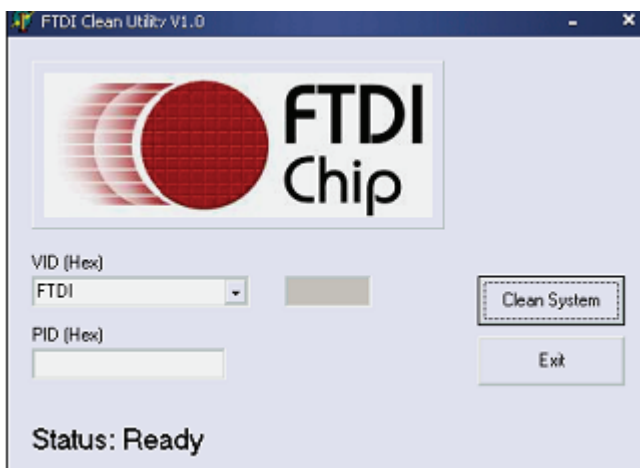 FTDI Clean Utility V1.0
FTDI
Chip
VID (Hex)
FTDI
Clean System
PID (Hex)
Exit
Status: Ready